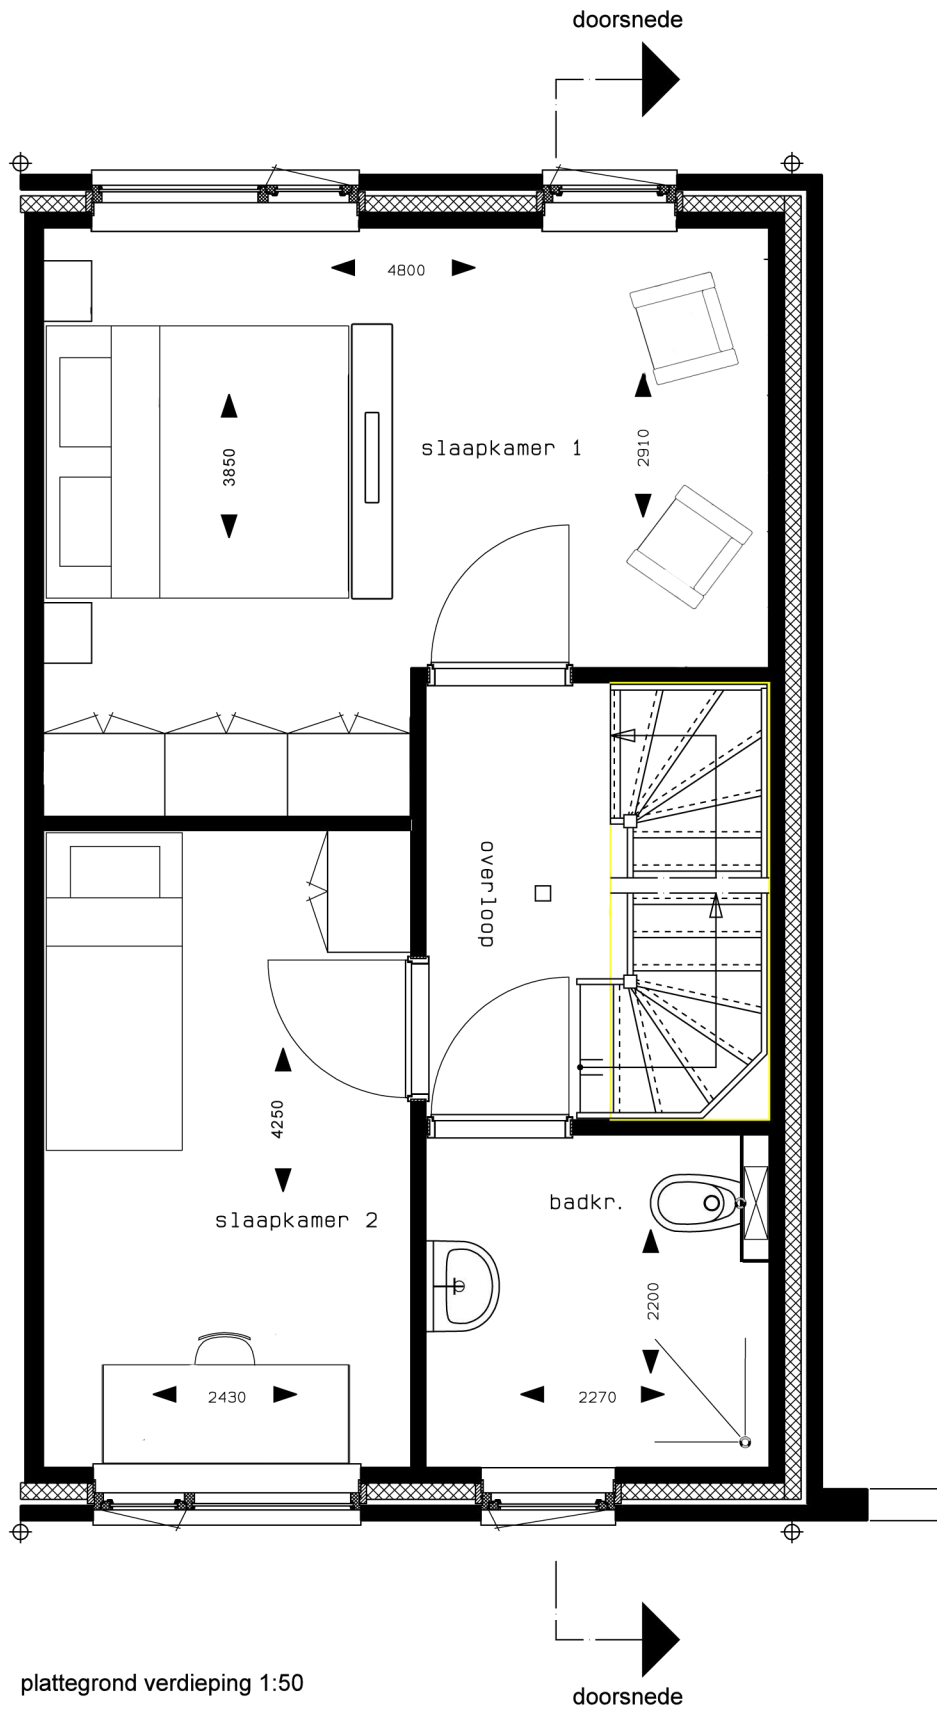 doorsnede
4800
3850
slaapkamer 1
2910
overloop
4250
slaapkamer 2
badkr.
2200
2430
2270
plattegrond verdieping 1:50
doorsnede